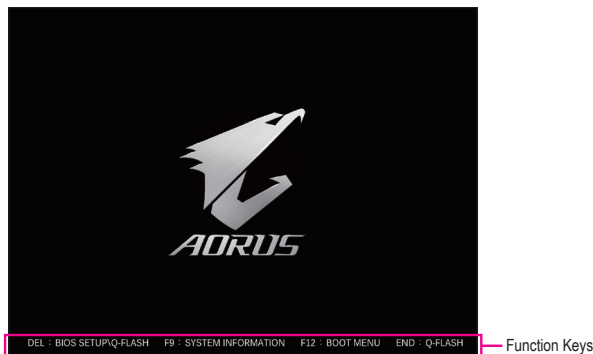 AORUS
DEL : BIOS SETUP\Q-FLASH F9 : SYSTEM INFORMATION F12 : BOOT MENU END : Q-FLASH
Function Keys